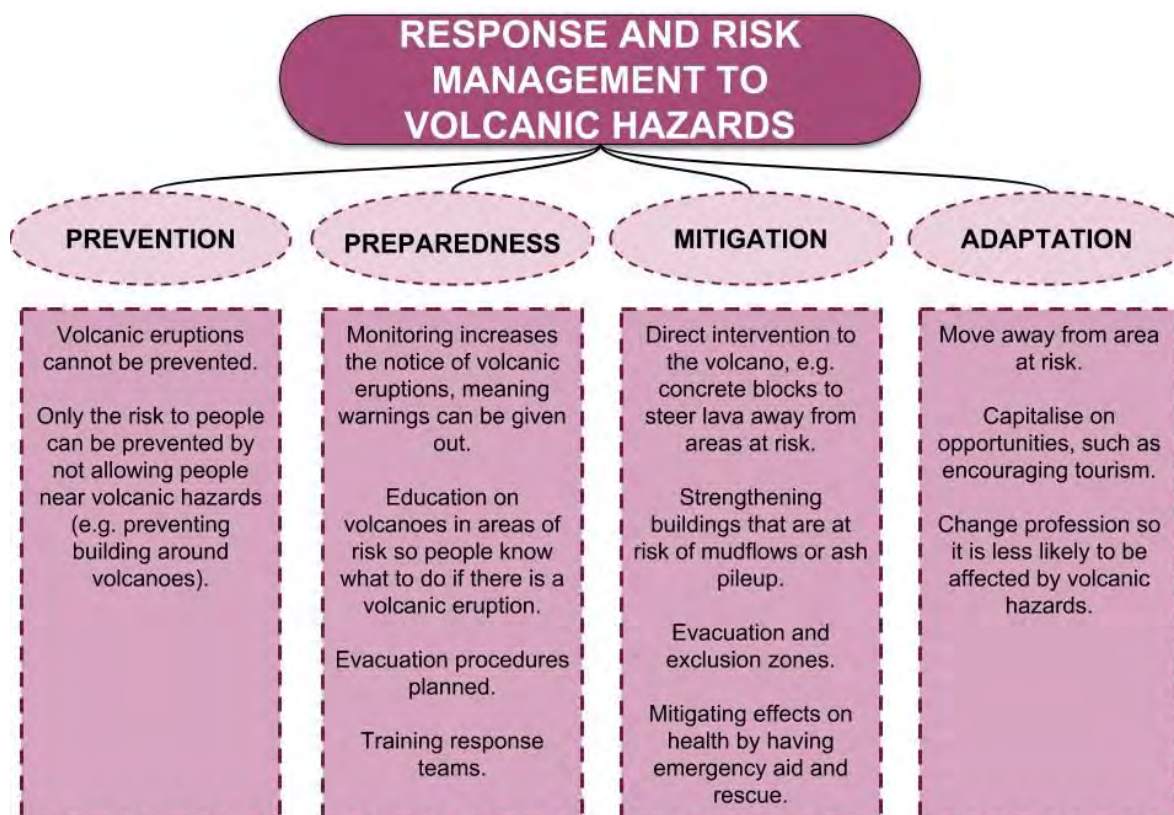 RESPONSE AND RISK
MANAGEMENT TO
VOLCANIC HAZARDS
PREVENTION
Volcanic eruptions
cannot be prevented.
Only the risk to people
can be prevented by
not allowing people
near volcanic hazards
(e.g. preventing
building around
volcanoes).
PREPAREDNESS
Monitoring increases
the notice of volcanic
eruptions, meaning
warnings can be given
out.
Education on
volcanoes in areas of
risk so people know
what to do if there is a
volcanic eruption.
Evacuation procedures
planned.
Training response
teams.
MITIGATION
Direct intervention to
the volcano, e.g.
concrete blocks to
steer lava away from
areas at risk.
Strengthening
buildings that are at
risk of mudflows or ash
pileup.
Evacuation and
exclusion zones.
Mitigating effects on
health by having
emergency aid and
rescue.
ADAPTATION
Move away from area
at risk.
Capitalise on
opportunities, such as
encouraging tourism.
Change profession so
it is less likely to be
affected by volcanic
hazards.